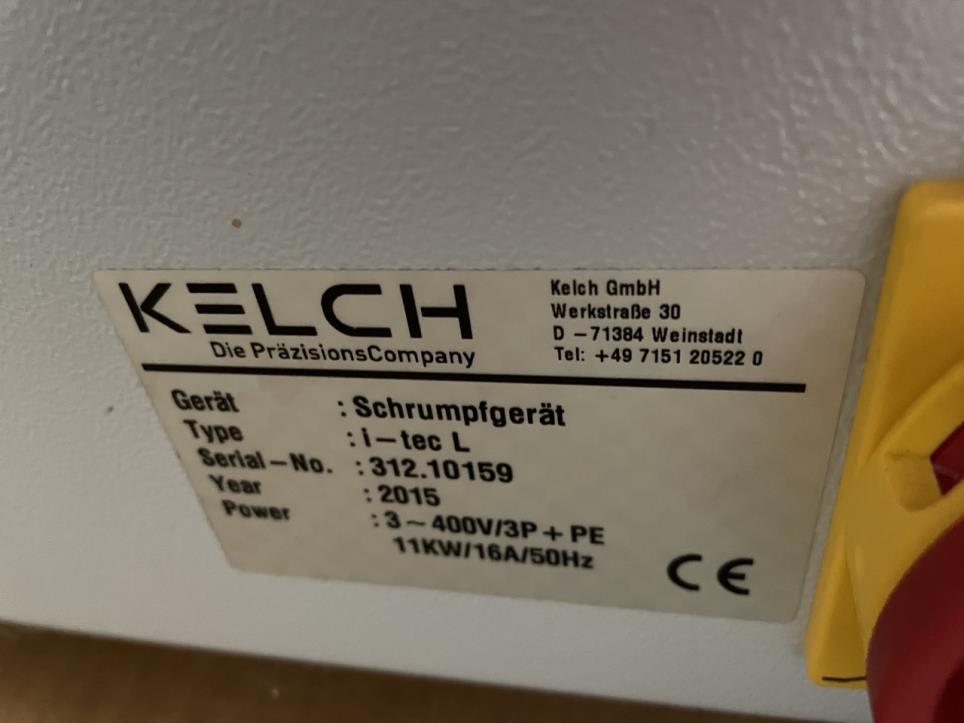 KELCH
Die PräzisionsCompany
Kelch GmbH
Werkstraße 30
D –71384 Weinstadt
Tel: +49 7151 20522 0
Gerät : Schrumpfgerät
Type : i–tec L
Serial–No. : 312.10159
Year : 2015
Power : 3~400V/3P + PE
11KW/16A/50Hz
CE